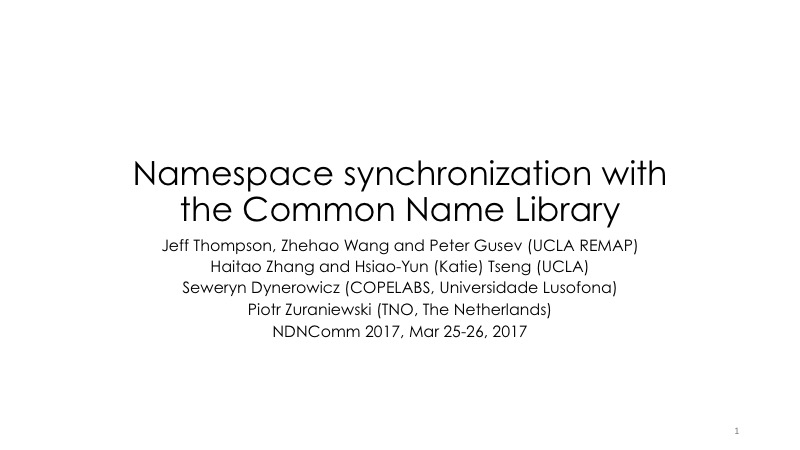 Namespace synchronization with
the Common Name Library
Jeff Thompson, Zhehao Wang and Peter Gusev (UCLA REMAP)
Haitao Zhang and Hsiao-Yun (Katie) Tseng (UCLA)
Seweryn Dynerowicz (COPELABS, Universidade Lusofona)
Piotr Zuraniewski (TNO, The Netherlands)
NDNComm 2017, Mar 25-26, 2017
1